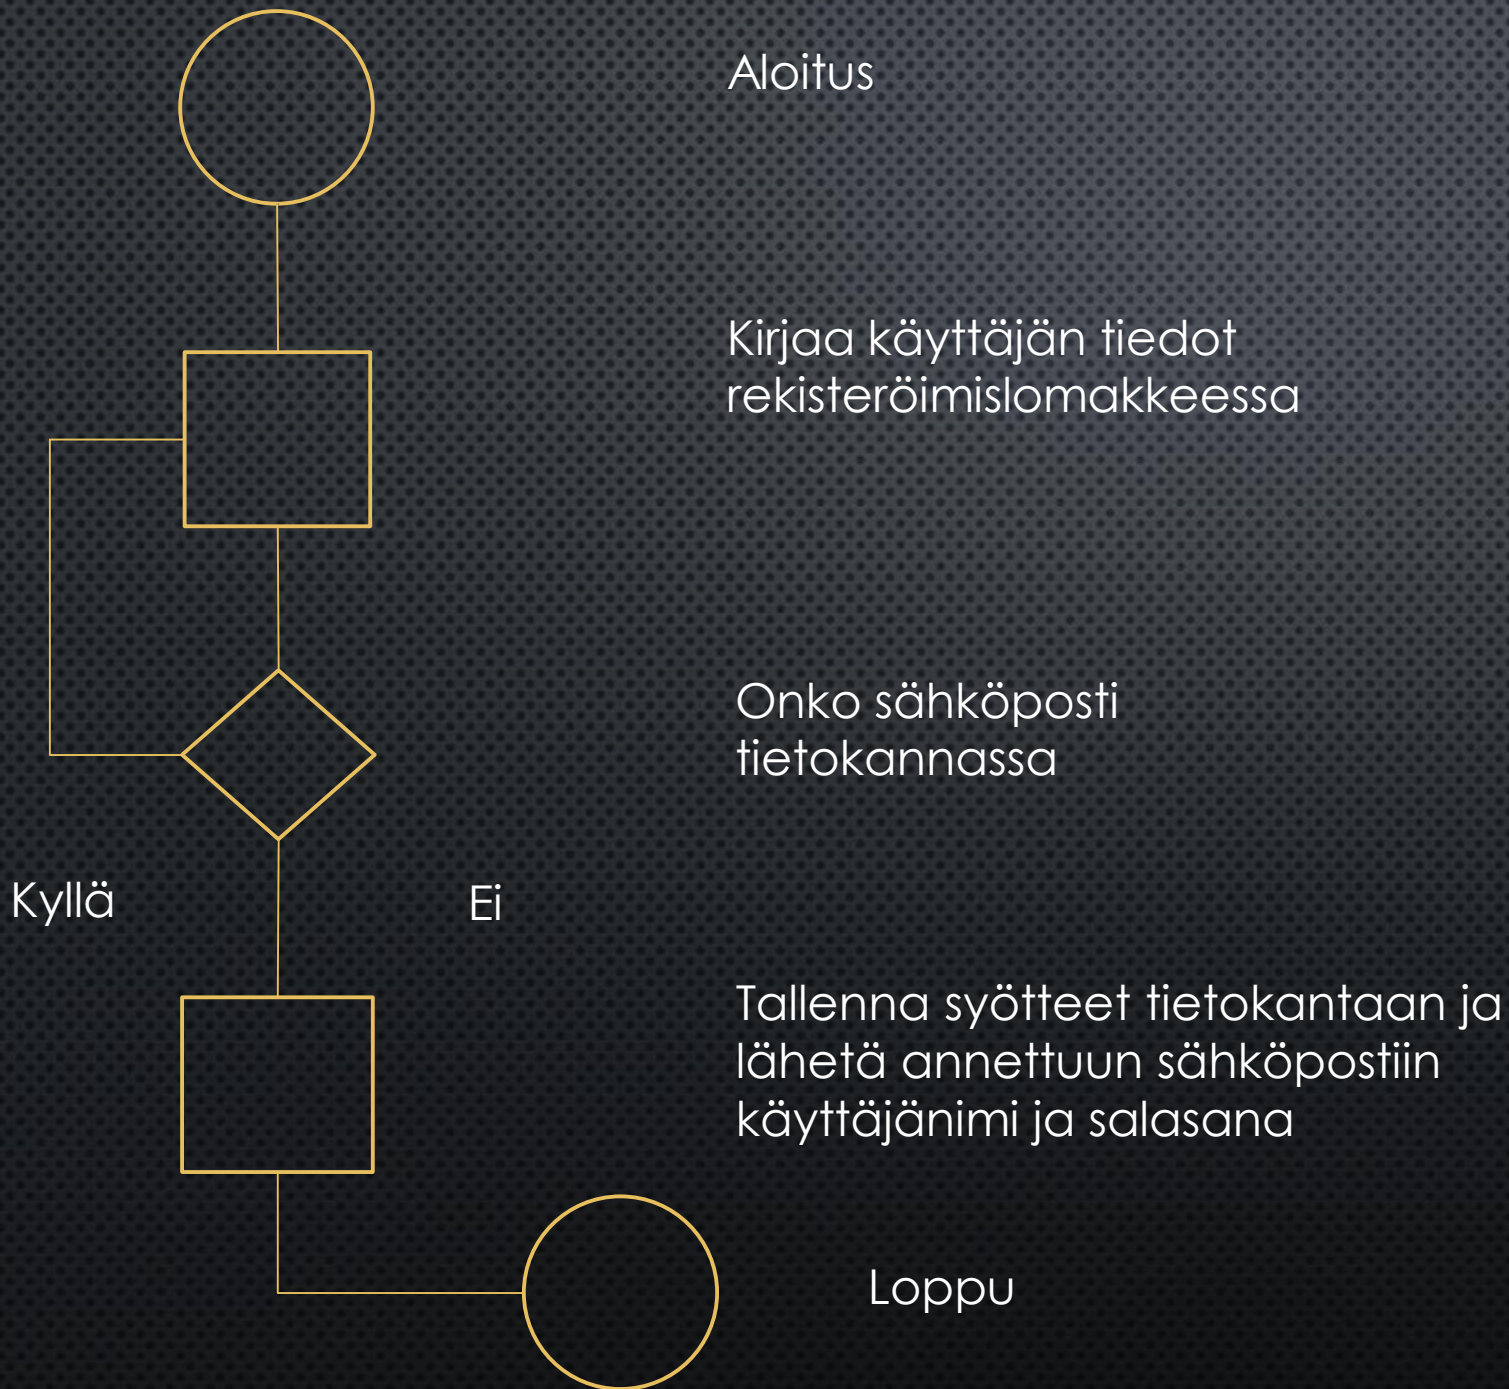 Aloitus
Kirjaa käyttäjän tiedot
rekisteröimislomakkeessa
Onko sähköposti
tietokannassa
Kyllä
Ei
Tallenna syötteet tietokantaan ja
lähetä annettuun sähköpostiin
käyttäjänimi ja salasana
Loppu